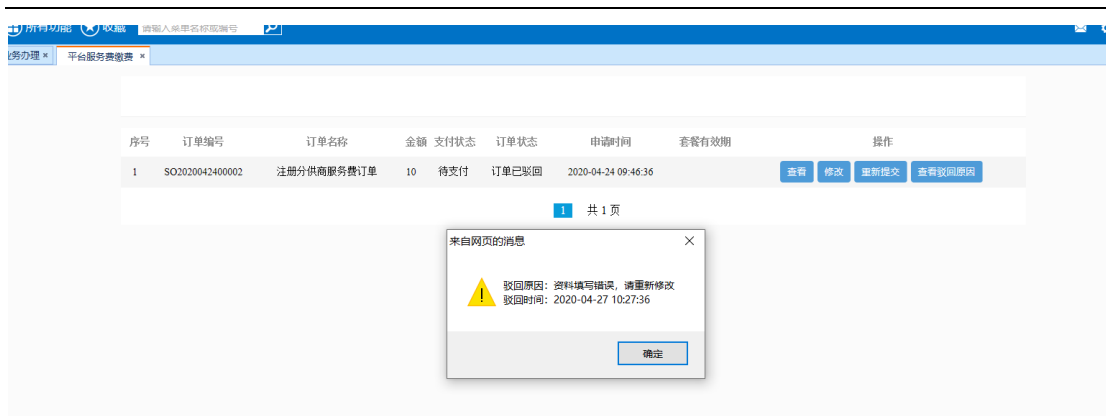 所有功能 收藏 请输入菜单名称或编号
业务办理 × 平台服务费缴费 ×
序号 订单编号 订单名称 金额 支付状态 订单状态 申请时间 套餐有效期 操作
1 SO2020042400002 注册分供商服务费订单 10 待支付 订单已驳回 2020-04-24 09:46:36 查看 修改 重新提交 查看驳回原因
1 共 1 页
来自网页的消息
驳回原因：资料填写错误，请重新修改
驳回时间：2020-04-27 10:27:36
确定